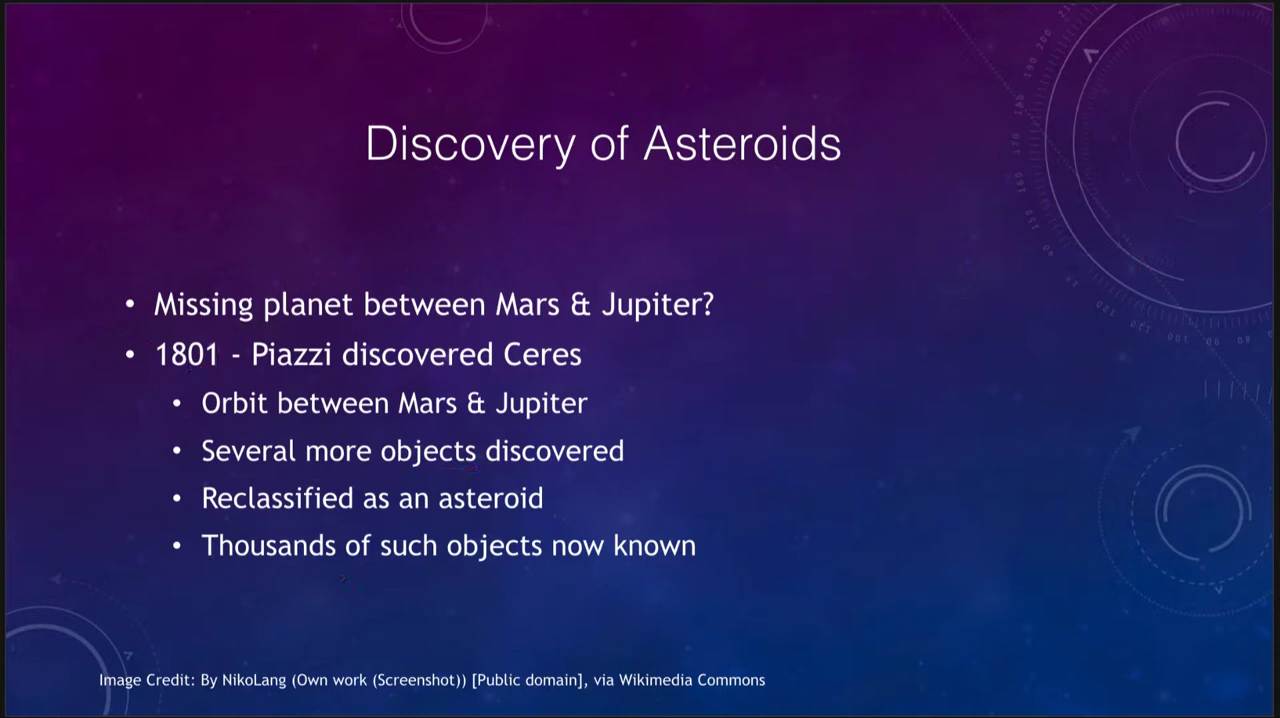 Discovery of Asteroids
• Missing planet between Mars & Jupiter?
• 1801 - Piazzi discovered Ceres
• Orbit between Mars & Jupiter
• Several more objects discovered
• Reclassified as an asteroid
• Thousands of such objects now known
Image Credit: By NikoLang (Own work (Screenshot)) [Public domain], via Wikimedia Commons